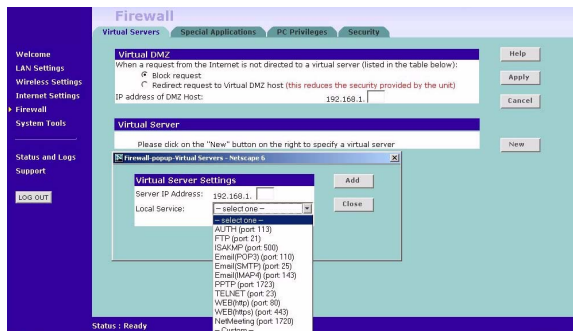 Firewall
Virtual Servers
Special Applications
PC Privileges
Security
Welcome
LAN Settings
Wireless Settings
Internet Settings
Firewall
System Tools
Status and Logs
Support
LOG OUT
Virtual DMZ
When a request from the Internet is not directed to a virtual server (listed in the table below):
Block request
Redirect request to Virtual DMZ host (this reduces the security provided by the unit)
IP address of DMZ Host: 192.168.1.
Help
Apply
Cancel
Virtual Server
Please click on the "New" button on the right to specify a virtual server
New
Firewall-popup-Virtual Servers - Netscape 6
Virtual Server Settings
Server IP Address: 192.168.1.
Local Service: -- select one --
Add
Close
-- select one --
AUTH (port 113)
FTP (port 21)
ISAKMP (port 500)
Email(POP3) (port 110)
Email(SMTP) (port 25)
Email(IMAP4) (port 143)
PPTP (port 1723)
TELNET (port 23)
WEB(http) (port 80)
WEB(https) (port 443)
NetMeeting (port 1720)
-- Custom --
Status : Ready